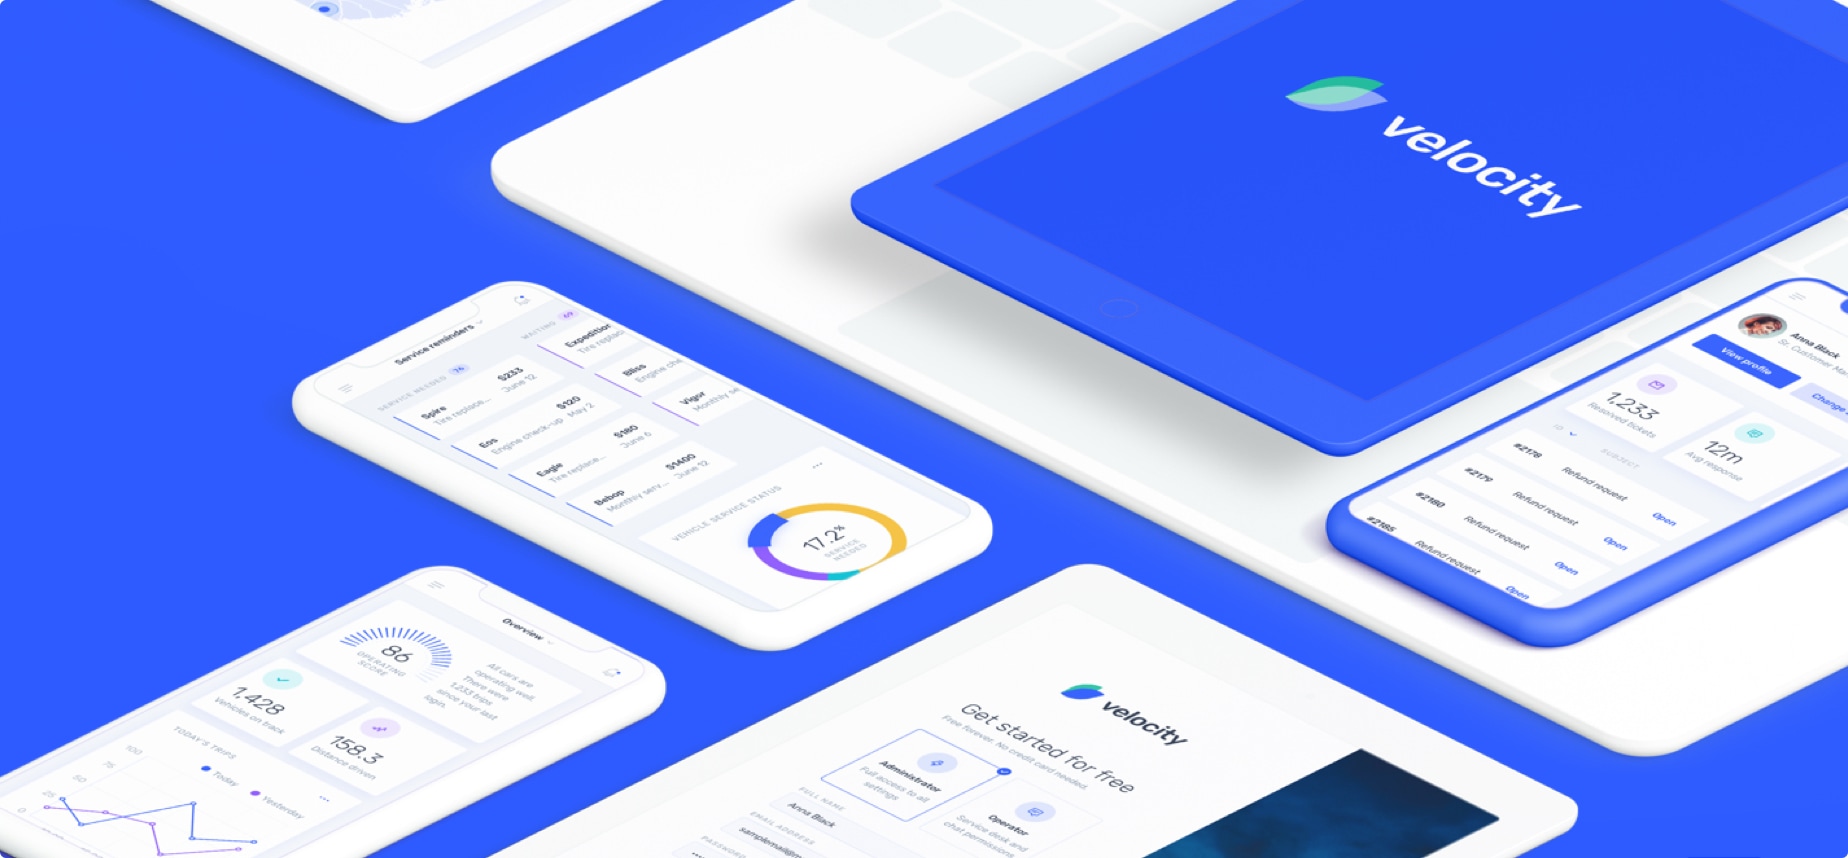 velocity
Service reminders
SERVICE NEEDED 76
Spire $233
Tire replace... June 12
Eos $120
Engine check-up May 2
Eagle $180
Tire replace... June 6
Bebop $1400
Monthly serv... June 12
WAITING 69
Expedition
Tire replac
Bliss
Engine che
Vigor
Monthly se
VEHICLE SERVICE STATUS
17,2%
SERVICE
NEEDED
Anna Black
Sr. Customer Ma
View profile
Change
1,233
Resolved tickets
12m
Avg response
ID SUBJECT
#2178 Refund request Open
#2179 Refund request Open
#2180 Refund request Open
#2185 Refund request Open
Overview
86
OPERATING
SCORE
All cars are
operating well.
There were
1,233 trips
since your last
login.
1,428
Vehicles on track
158.3
Distance driven
TODAY'S TRIPS
Today
Yesterday
100
75
50
25
0
velocity
Get started for free
Free forever. No credit card needed.
Administrator
Full access to all
settings
Operator
Service desk and
chat permissions
FULL NAME
Anna Black
EMAIL ADDRESS
samplemail@m
PASSWORD